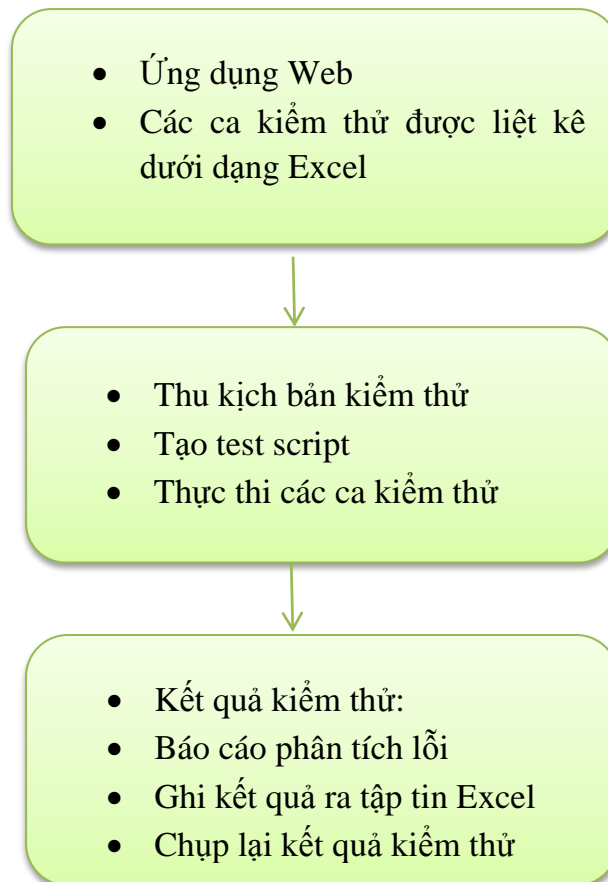 • Ứng dụng Web
• Các ca kiểm thử được liệt kê
dưới dạng Excel
• Thu kịch bản kiểm thử
• Tạo test script
• Thực thi các ca kiểm thử
• Kết quả kiểm thử:
• Báo cáo phân tích lỗi
• Ghi kết quả ra tập tin Excel
• Chụp lại kết quả kiểm thử